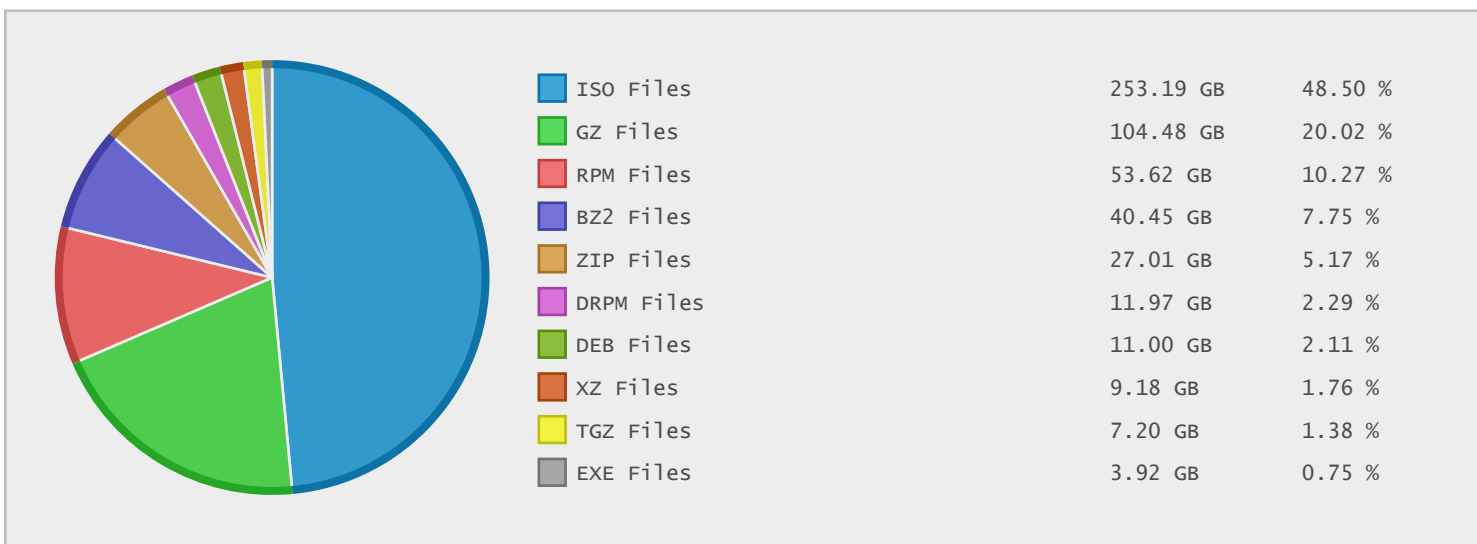 ISO Files 253.19 GB 48.50 %
GZ Files 104.48 GB 20.02 %
RPM Files 53.62 GB 10.27 %
BZ2 Files 40.45 GB 7.75 %
ZIP Files 27.01 GB 5.17 %
DRPM Files 11.97 GB 2.29 %
DEB Files 11.00 GB 2.11 %
XZ Files 9.18 GB 1.76 %
TGZ Files 7.20 GB 1.38 %
EXE Files 3.92 GB 0.75 %